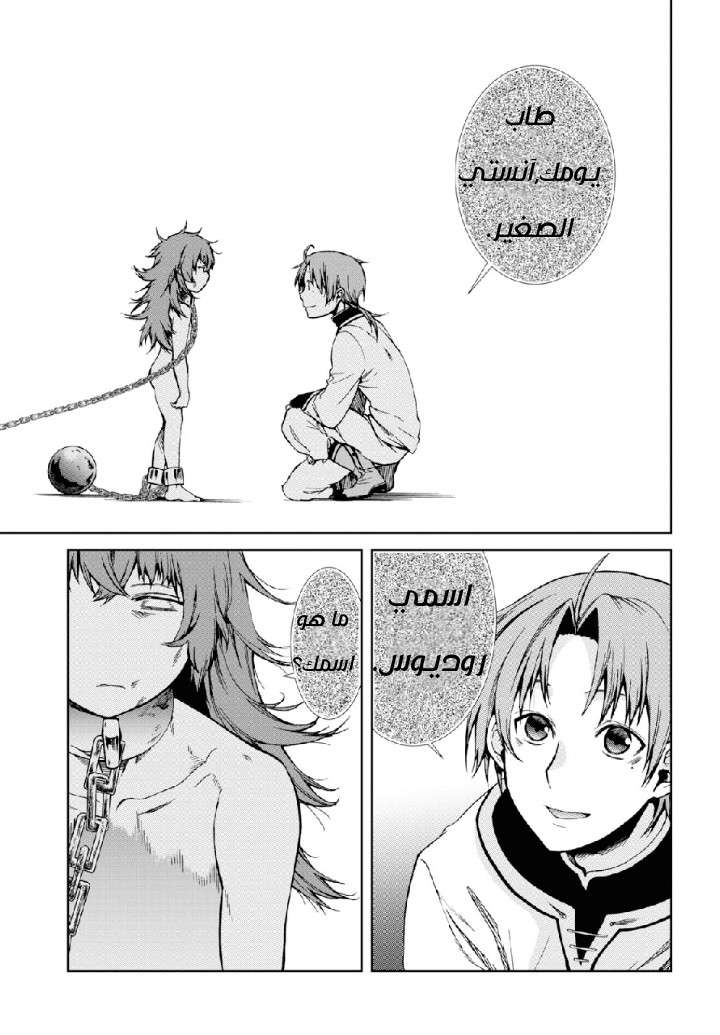 طاب
يومك,آنستي
الصغير.
اسمي
روديوس.
ما هو
اسمك؟